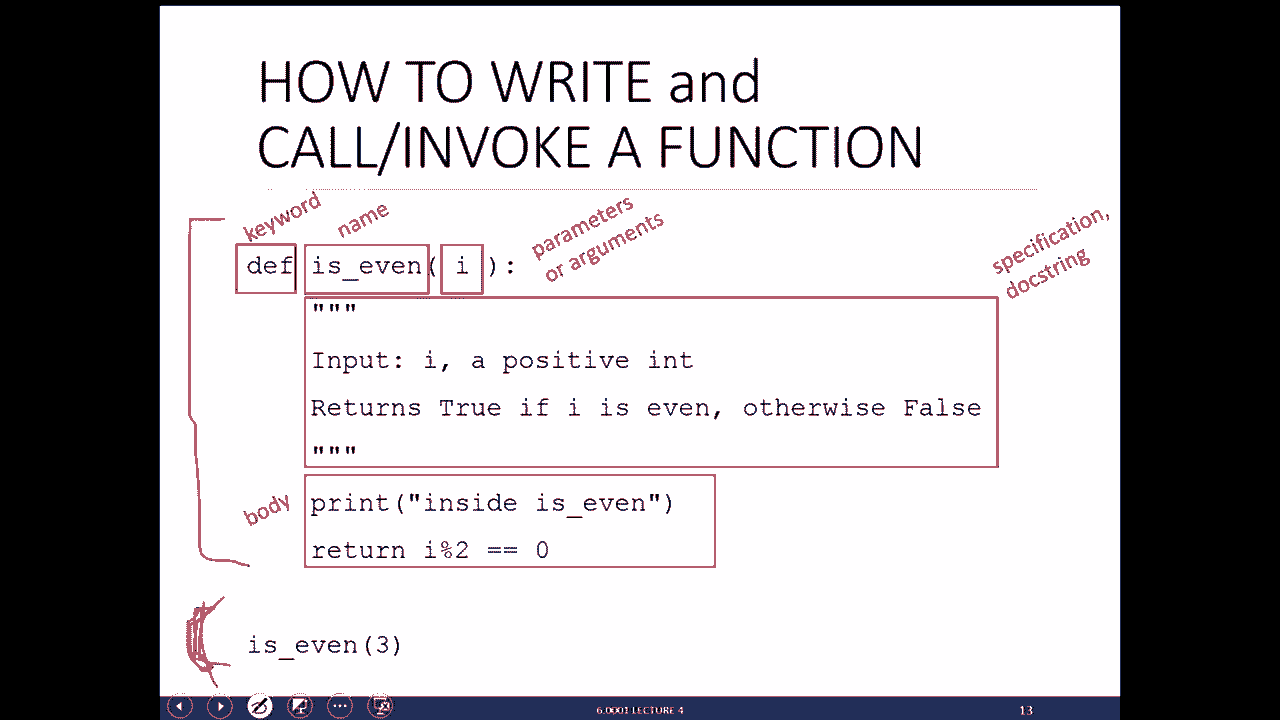 HOW TO WRITE and
CALL/INVOKE A FUNCTION
keyword
name
parameters
or arguments
specification,
docstring
def is_even( i ):
"""
Input: i, a positive int
Returns True if i is even, otherwise False
"""
body
print("inside is_even")
return i%2 == 0
is_even(3)
6.0001 LECTURE 4
13